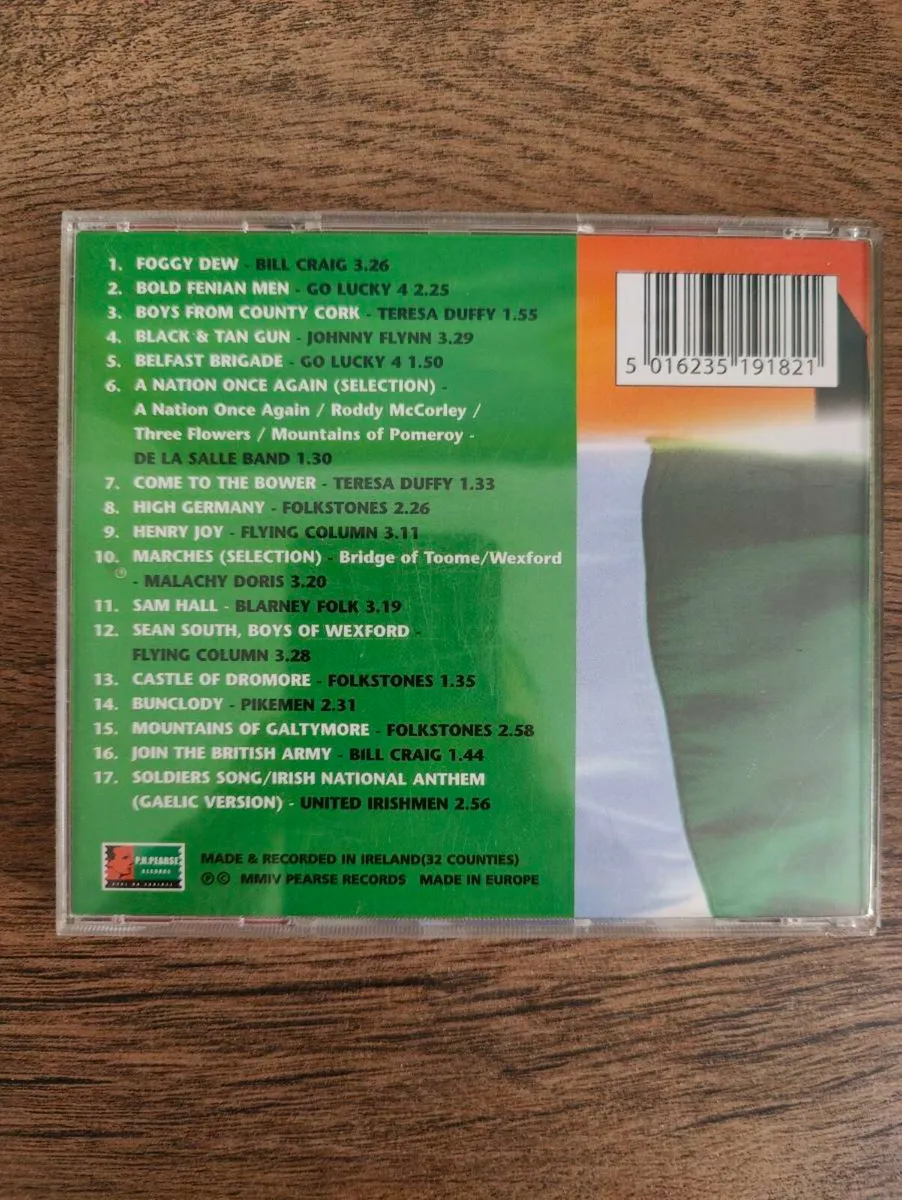 1. FOGGY DEW - BILL CRAIG 3.26
2. BOLD FENIAN MEN - GO LUCKY 4 2.25
3. BOYS FROM COUNTY CORK - TERESA DUFFY 1.55
4. BLACK & TAN GUN - JOHNNY FLYNN 3.29
5. BELFAST BRIGADE - GO LUCKY 4 1.50
6. A NATION ONCE AGAIN (SELECTION) -
A Nation Once Again / Roddy McCorley /
Three Flowers / Mountains of Pomeroy -
DE LA SALLE BAND 1.30
7. COME TO THE BOWER - TERESA DUFFY 1.33
8. HIGH GERMANY - FOLKSTONES 2.26
9. HENRY JOY - FLYING COLUMN 3.11
10. MARCHES (SELECTION) - Bridge of Toome/Wexford
- MALACHY DORIS 3.20
11. SAM HALL - BLARNEY FOLK 3.19
12. SEAN SOUTH, BOYS OF WEXFORD -
FLYING COLUMN 3.28
13. CASTLE OF DROMORE - FOLKSTONES 1.35
14. BUNCLODY - PIKEMEN 2.31
15. MOUNTAINS OF GALTYMORE - FOLKSTONES 2.58
16. JOIN THE BRITISH ARMY - BILL CRAIG 1.44
17. SOLDIERS SONG/IRISH NATIONAL ANTHEM
(GAELIC VERSION) - UNITED IRISHMEN 2.56
5 016235 191821
P.H.PEARSE
RECORDS
MADE & RECORDED IN IRELAND(32 COUNTIES)
℗© MMIV PEARSE RECORDS MADE IN EUROPE